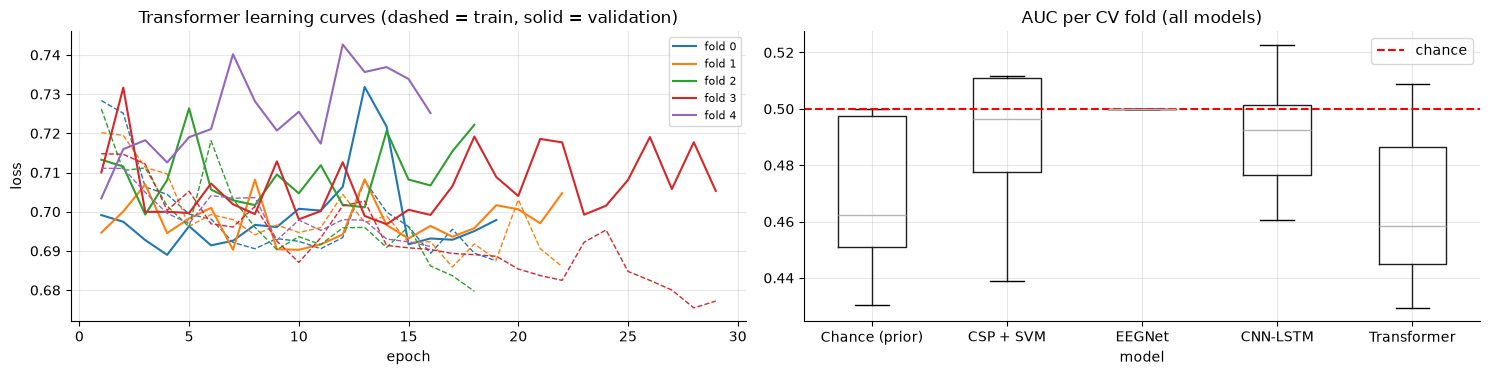 Transformer learning curves (dashed = train, solid = validation)
loss
0.74
0.73
0.72
0.71
0.70
0.69
0.68
fold 0
fold 1
fold 2
fold 3
fold 4
0
5
10
15
20
25
30
epoch
AUC per CV fold (all models)
0.52
0.50
0.48
0.46
0.44
chance
Chance (prior)
CSP + SVM
EEGNet
CNN-LSTM
Transformer
model